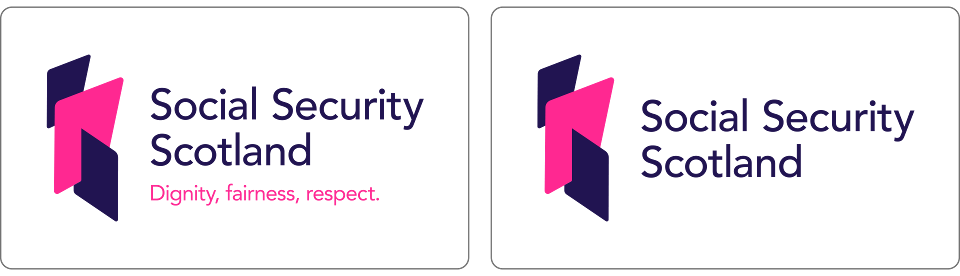 Social Security
Scotland
Dignity, fairness, respect.
Social Security
Scotland